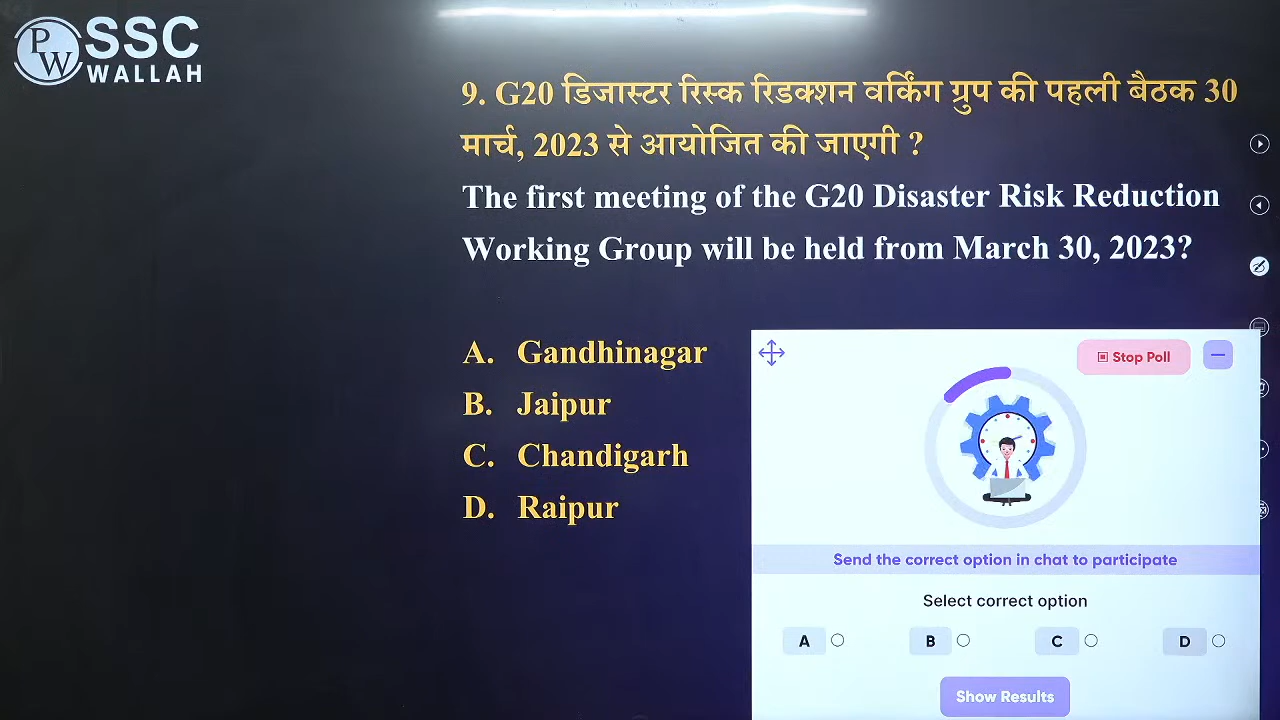 PW
SSC
WALLAH
9. G20 डिजास्टर रिस्क रिडक्शन वर्किंग ग्रुप की पहली बैठक 30
मार्च, 2023 से आयोजित की जाएगी ?
The first meeting of the G20 Disaster Risk Reduction
Working Group will be held from March 30, 2023?
A. Gandhinagar
B. Jaipur
C. Chandigarh
D. Raipur
Stop Poll
Send the correct option in chat to participate
Select correct option
A B C D
Show Results